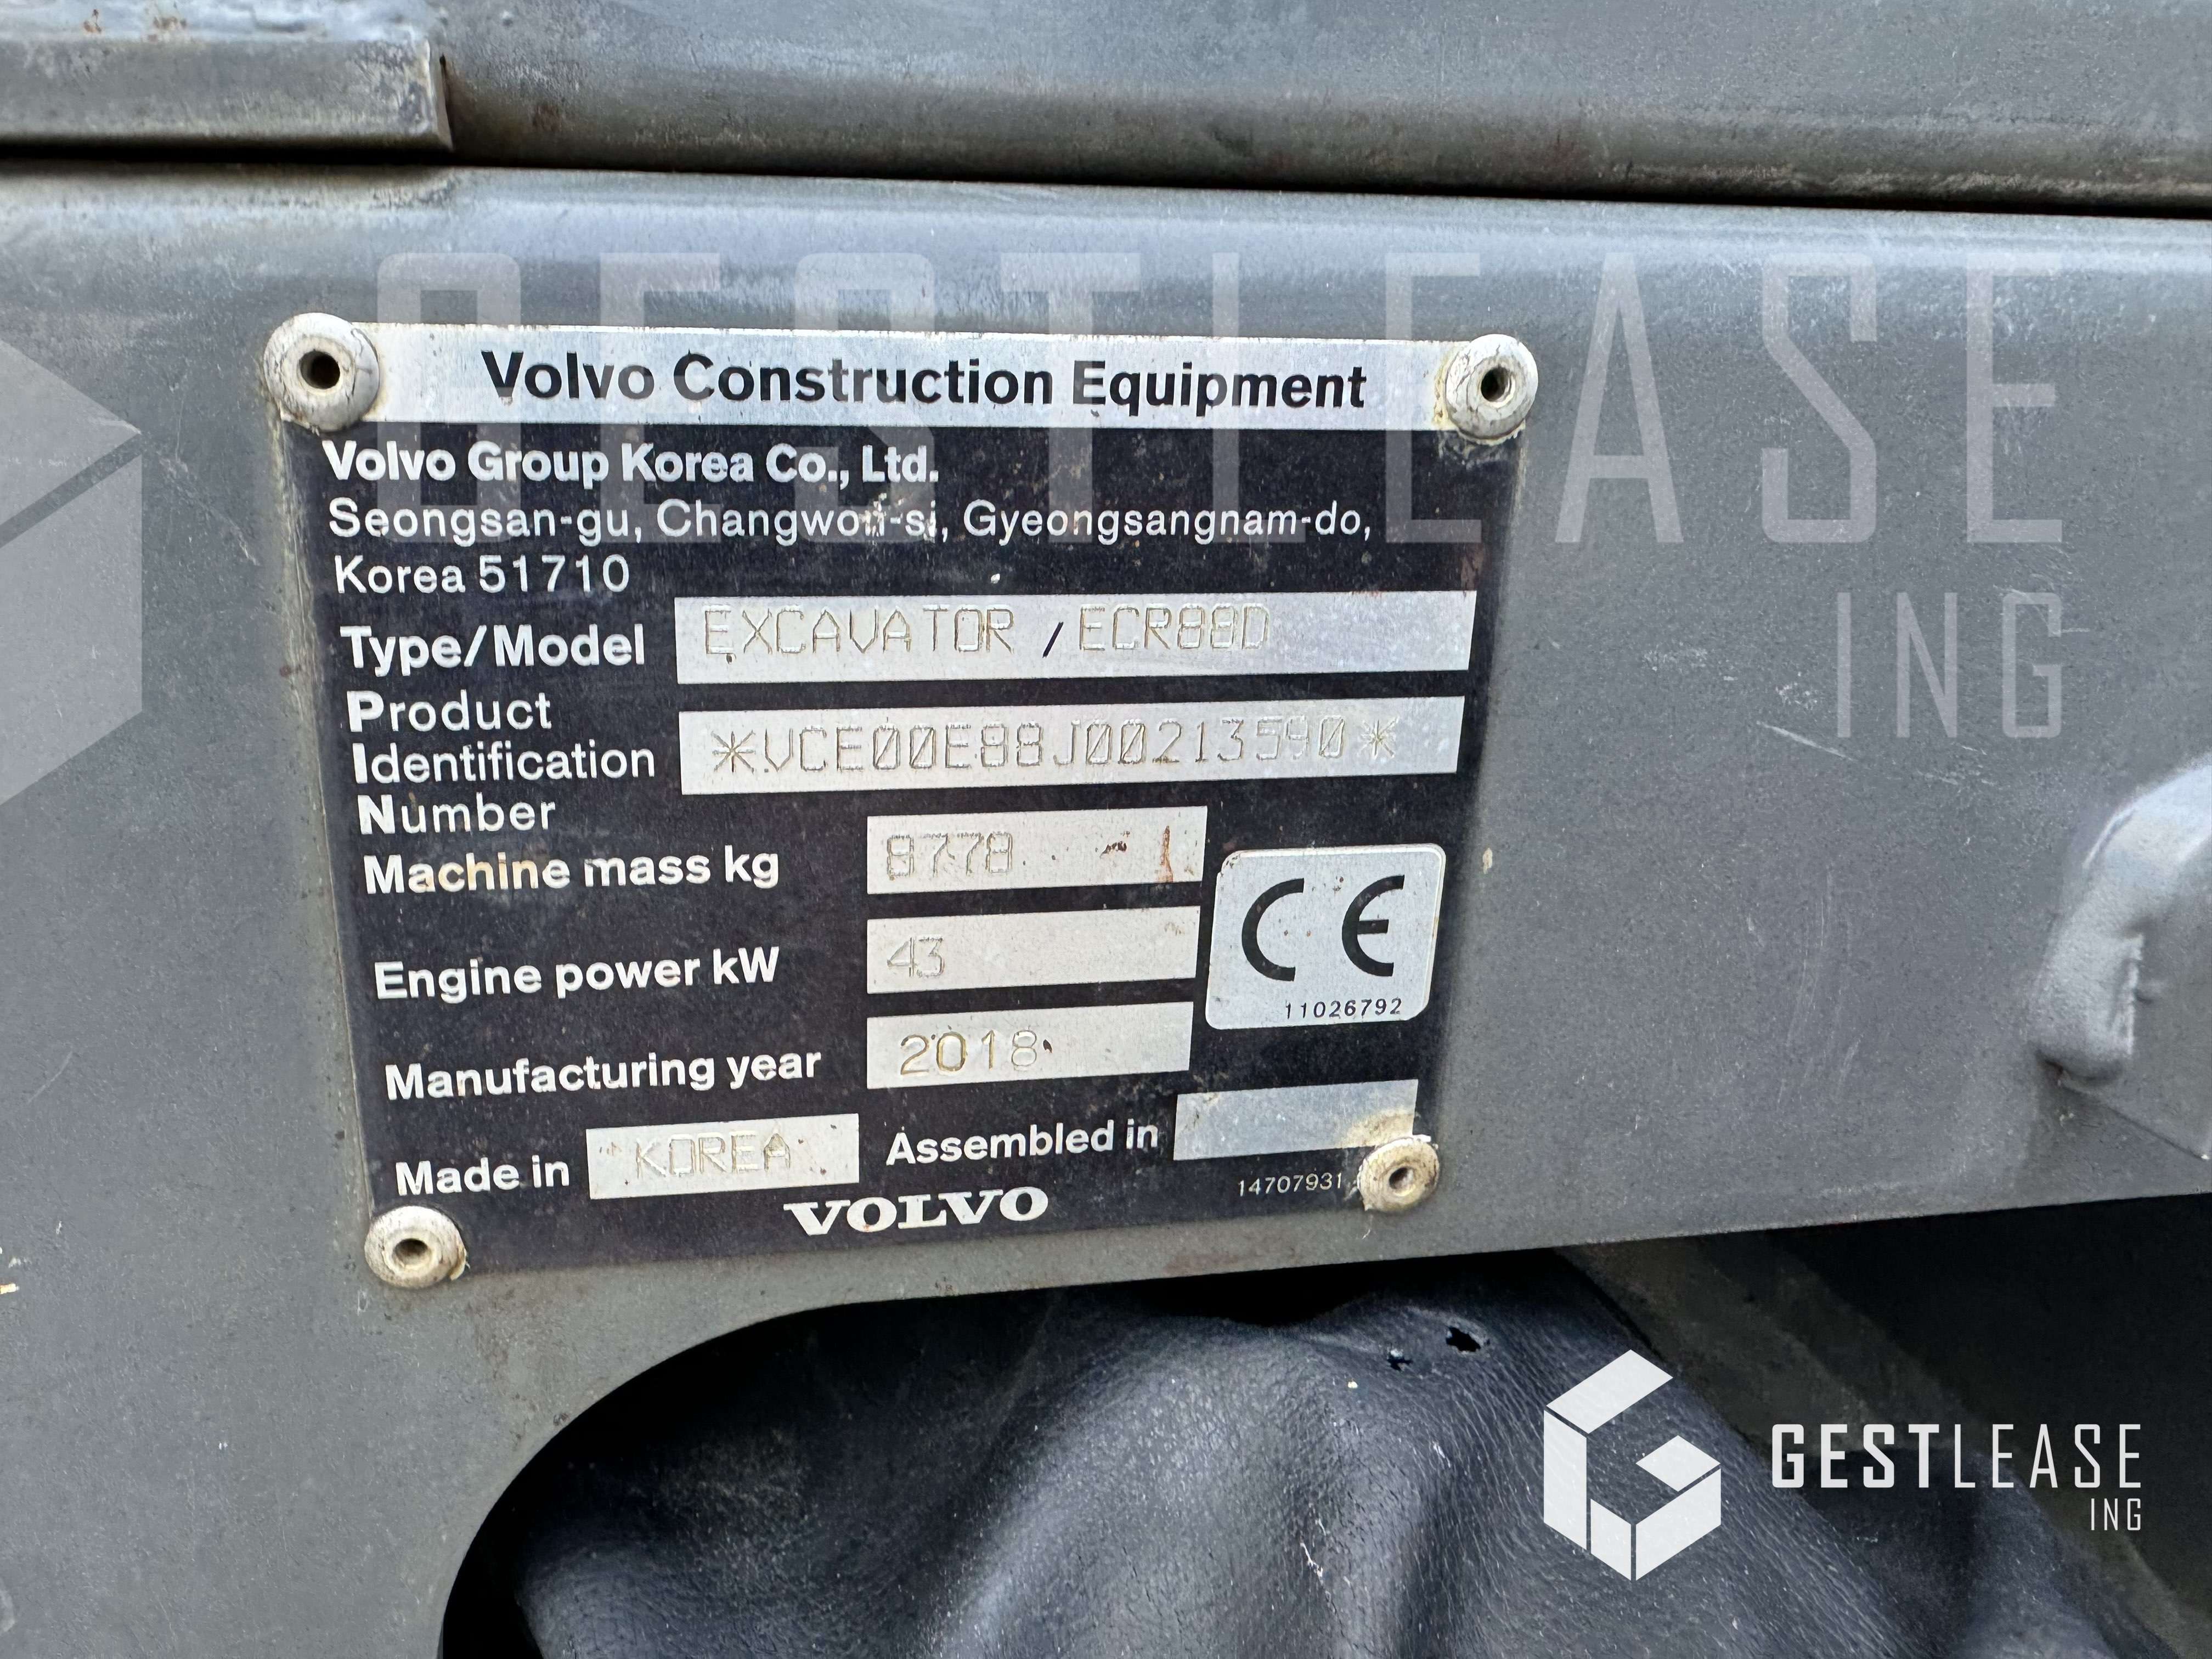 GESTLEASE
ING
Volvo Construction Equipment
Volvo Group Korea Co., Ltd.
Seongsan-gu, Changwon-si, Gyeongsangnam-do,
Korea 51710
Type/Model EXCAVATOR / ECR88D
Product
Identification *VCE00E88J00213590*
Number
Machine mass kg 8778
Engine power kW 43
CE
11026792
Manufacturing year 2018
Made in KOREA Assembled in
14707931
VOLVO
GESTLEASE
ING